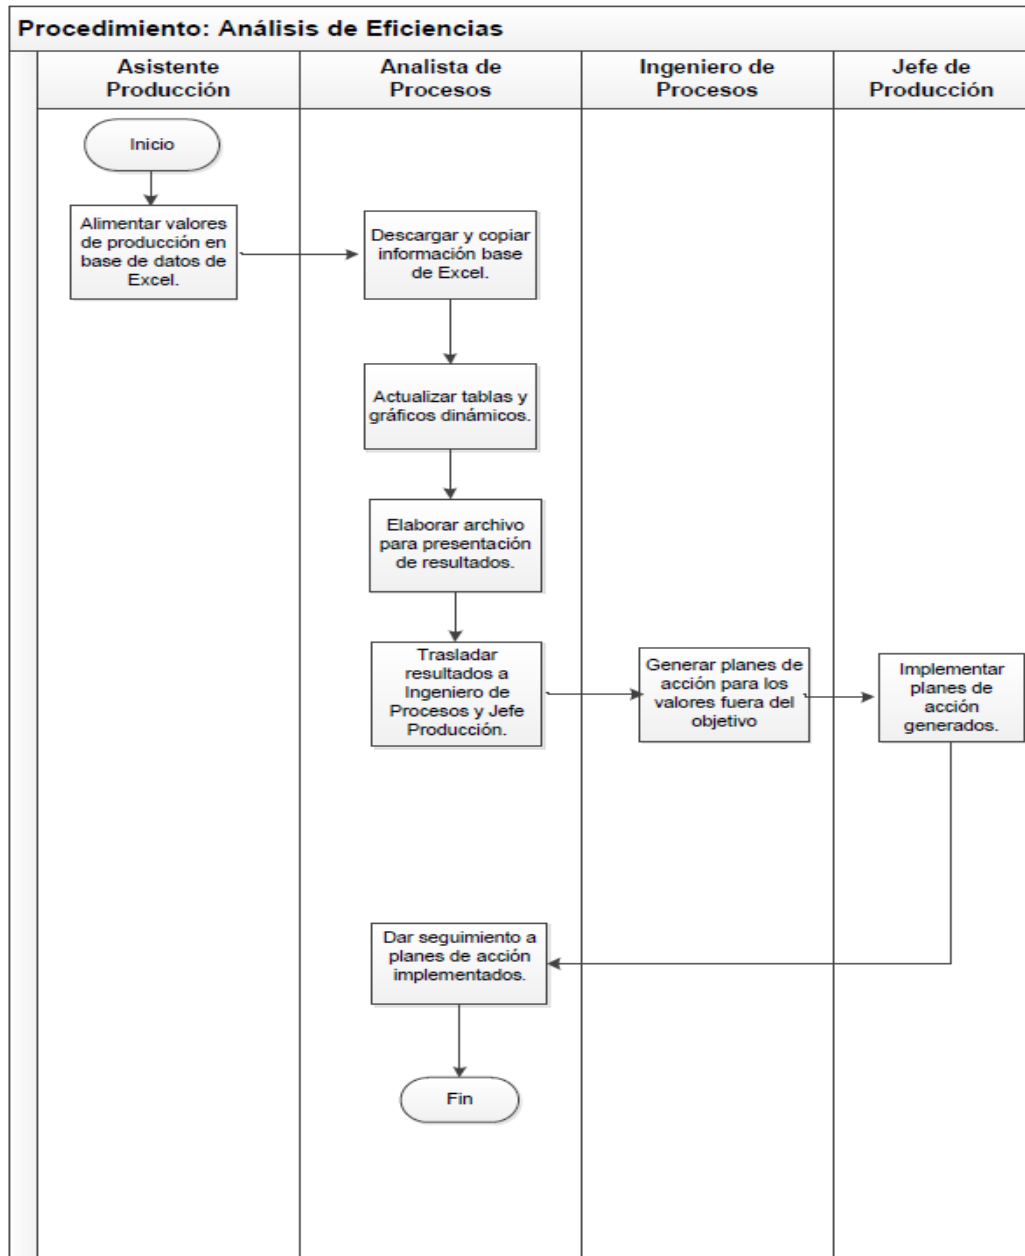 Procedimiento: Análisis de Eficiencias
Asistente
Producción
Analista de
Procesos
Ingeniero de
Procesos
Jefe de
Producción
Inicio
Alimentar valores
de producción en
base de datos de
Excel.
Descargar y copiar
información base
de Excel.
Actualizar tablas y
gráficos dinámicos.
Elaborar archivo
para presentación
de resultados.
Trasladar
resultados a
Ingeniero de
Procesos y Jefe
Producción.
Generar planes de
acción para los
valores fuera del
objetivo
Implementar
planes de
acción
generados.
Dar seguimiento a
planes de acción
implementados.
Fin